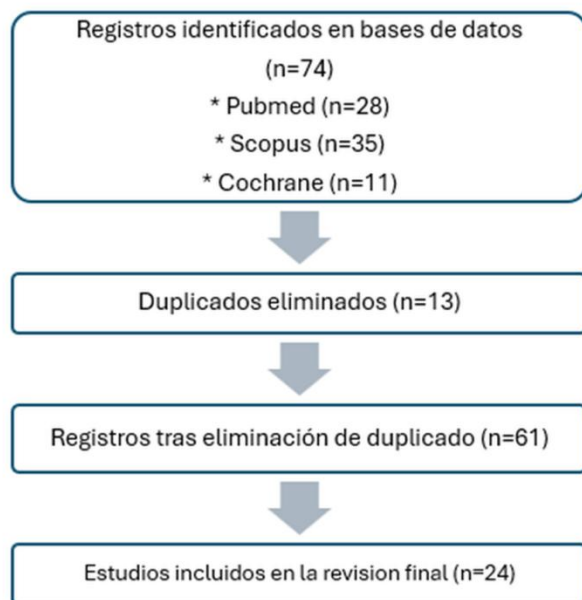 Registros identificados en bases de datos
(n=74)
* Pubmed (n=28)
* Scopus (n=35)
* Cochrane (n=11)
Duplicados eliminados (n=13)
Registros tras eliminación de duplicado (n=61)
Estudios incluidos en la revision final (n=24)